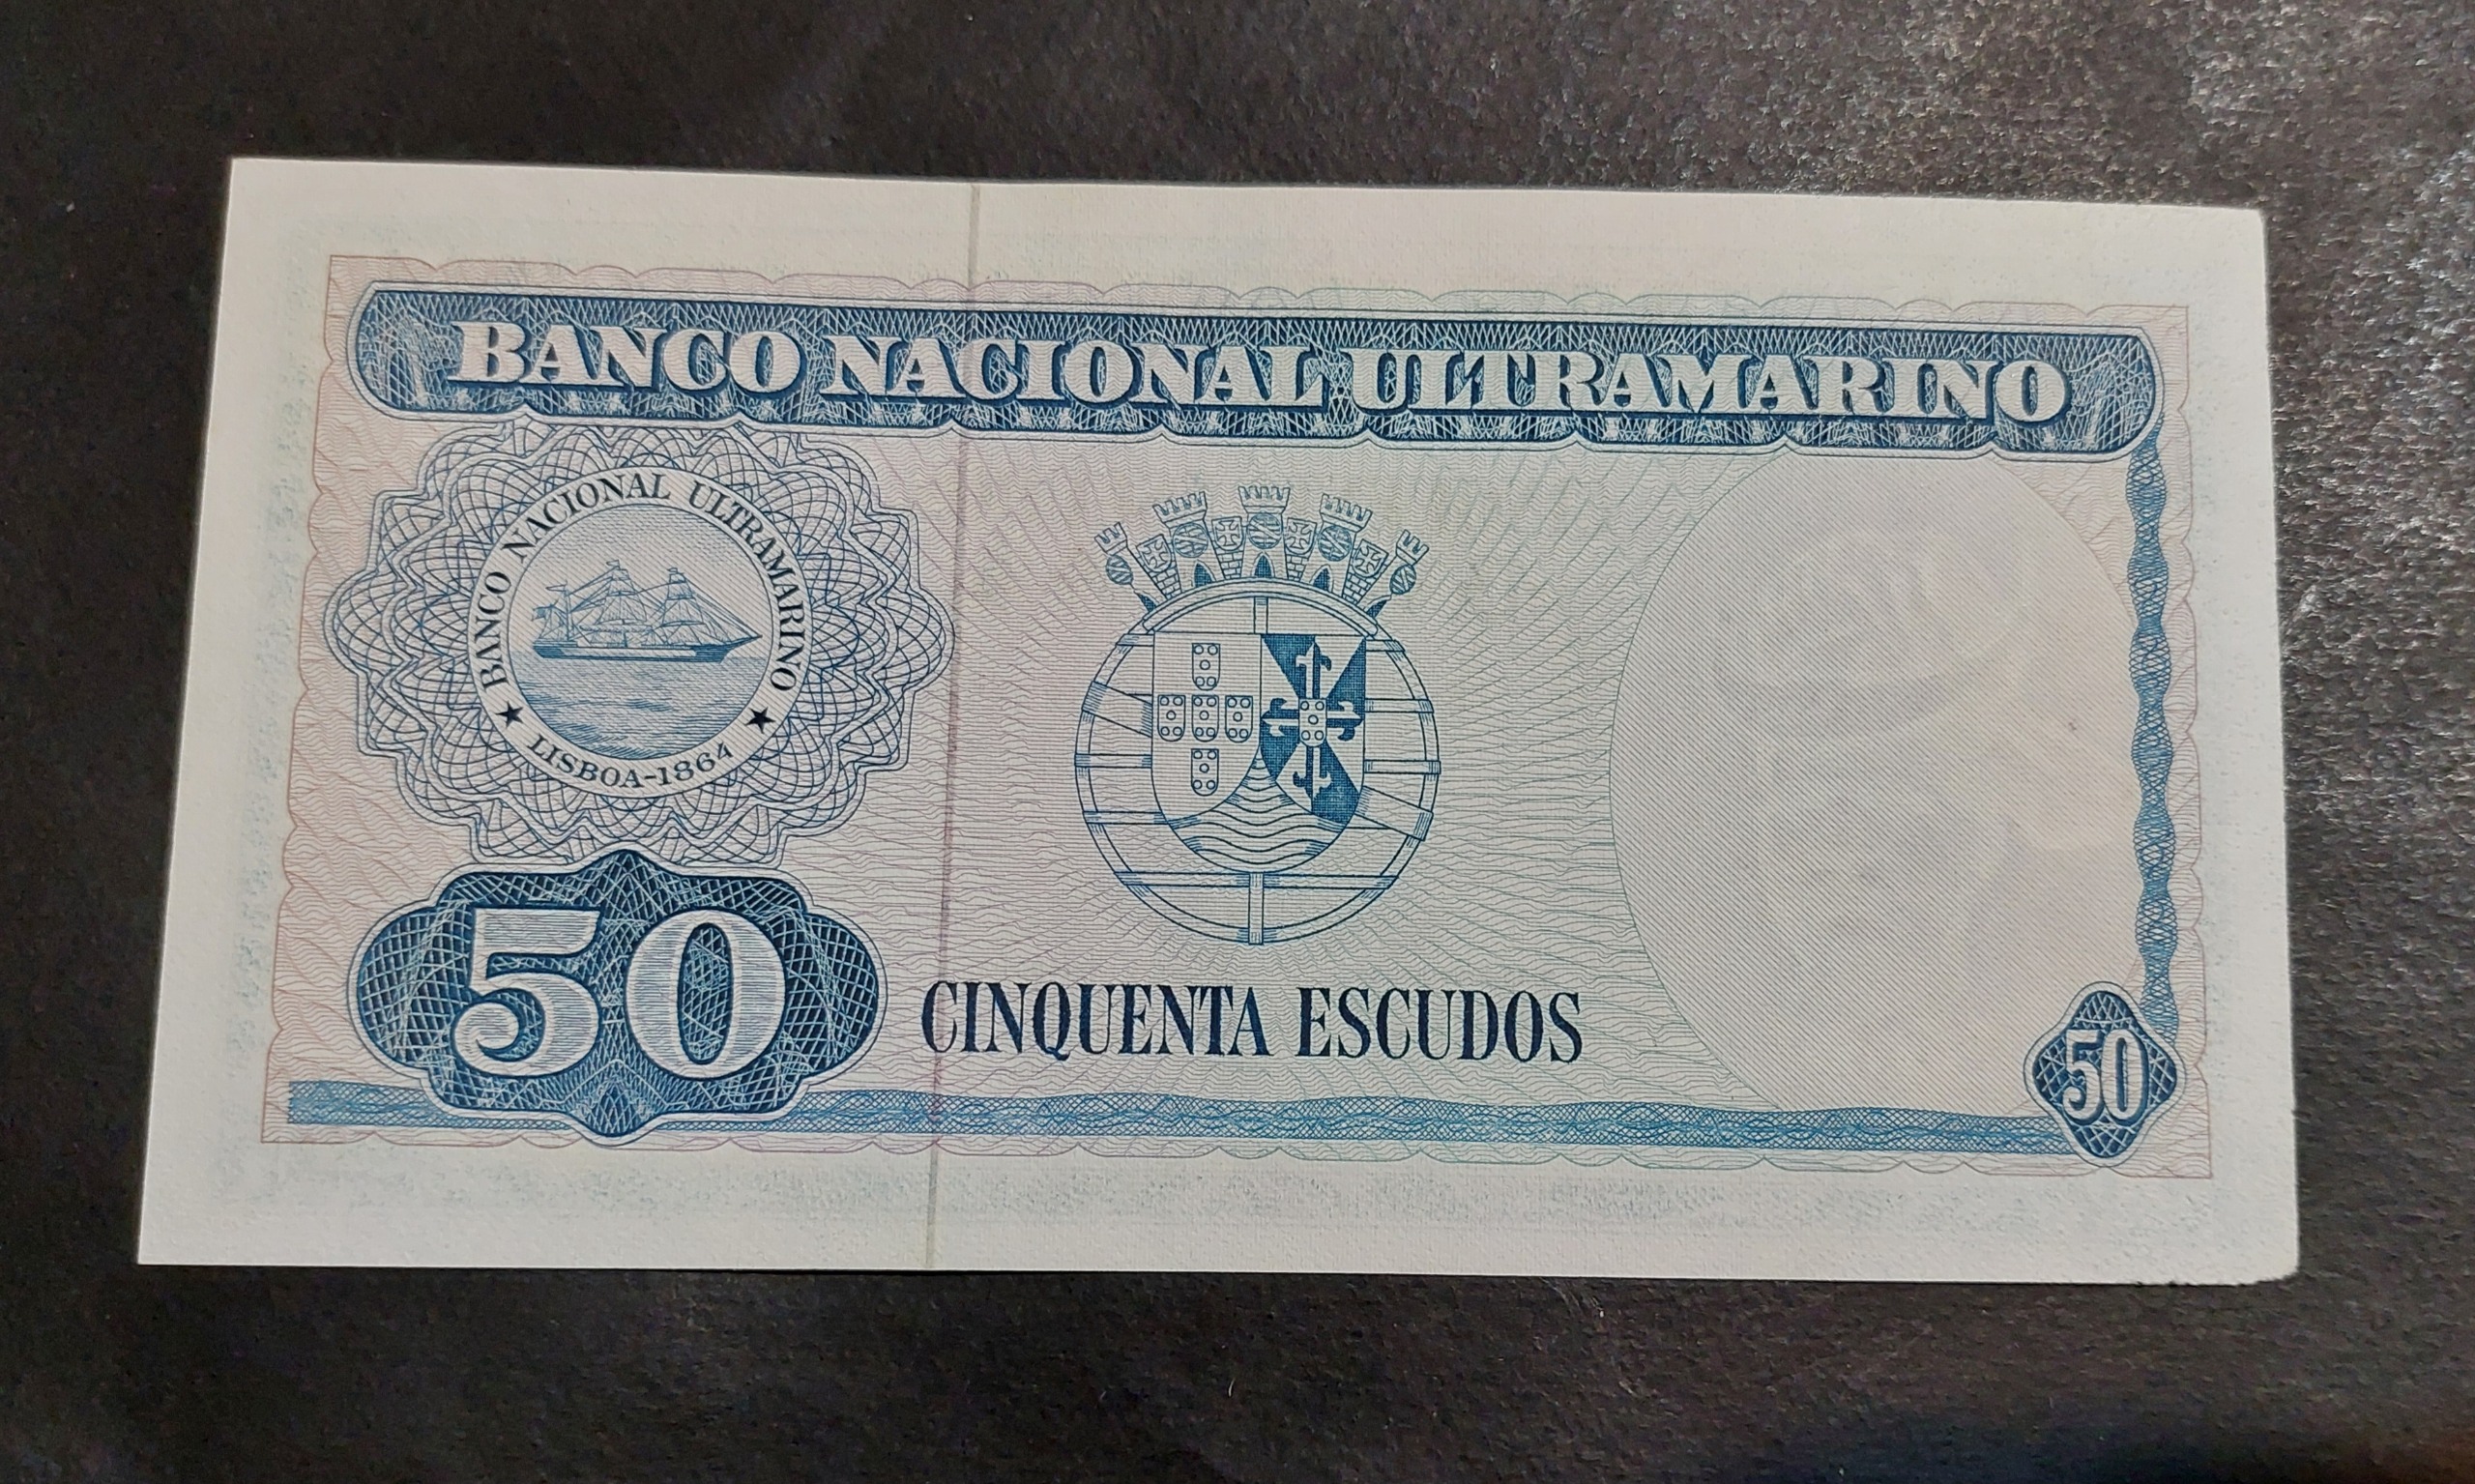 BANCO NACIONAL ULTRAMARINO
BANCO NACIONAL ULTRAMARINO
★ LISBOA-1864 ★
50
CINQUENTA ESCUDOS
50